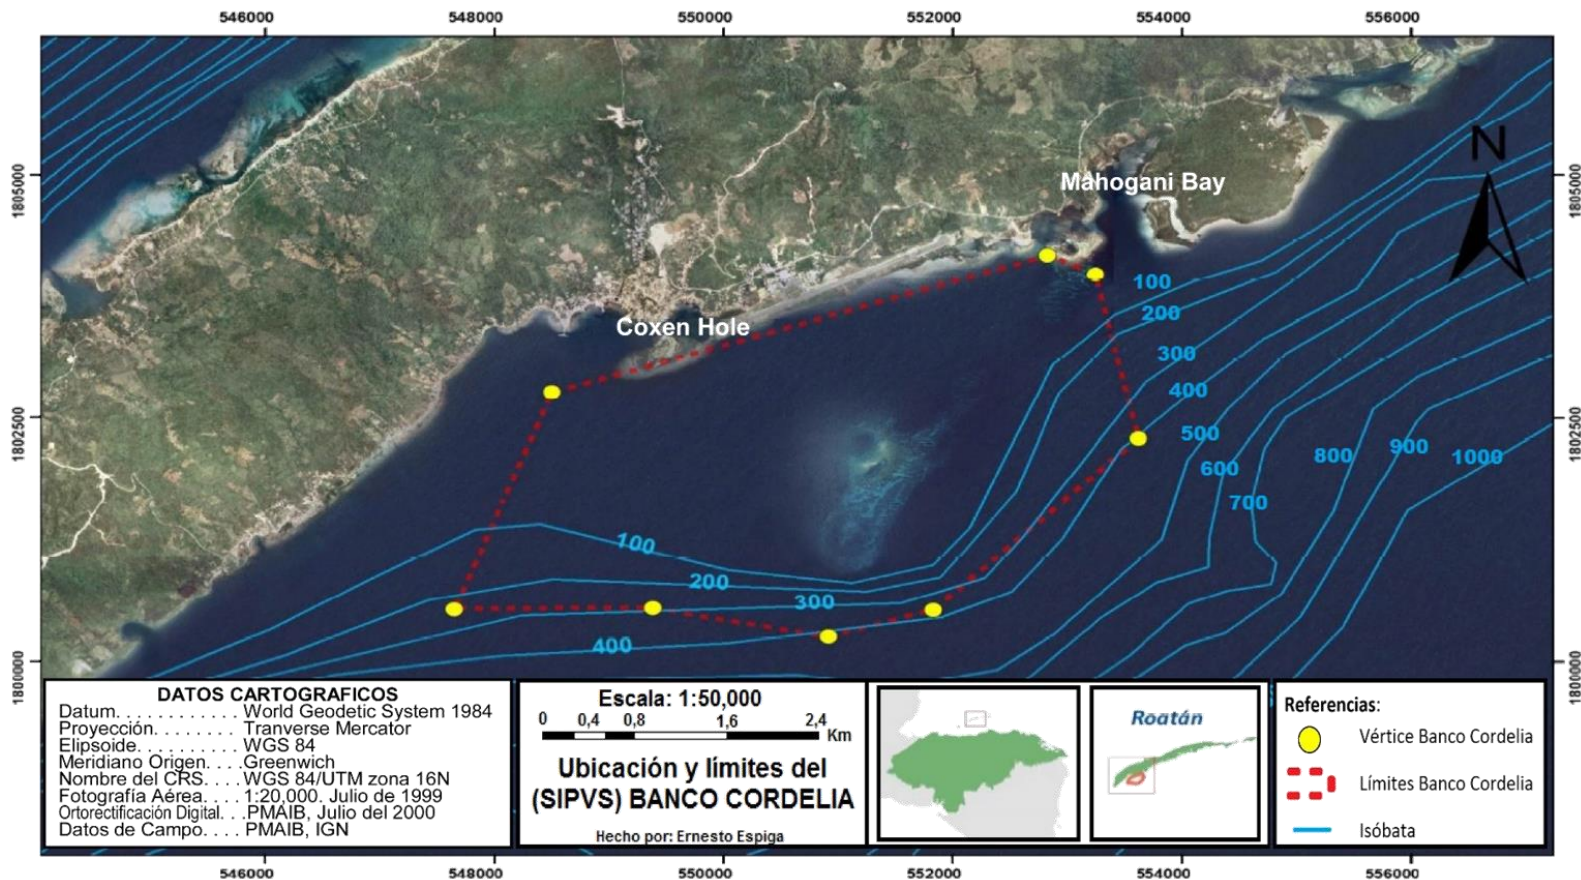 546000
548000
550000
552000
554000
556000
1805000
1805000
N
Mahogani Bay
100
200
Coxen Hole
300
400
1802500
1802500
500
600
700
800
900
1000
100
200
300
400
1800000
1800000
DATOS CARTOGRAFICOS
Datum. . . . . . . . . . . . World Geodetic System 1984
Proyección. . . . . . . . Tranverse Mercator
Elipsoide. . . . . . . . . . WGS 84
Meridiano Origen. . . .Greenwich
Nombre del CRS. . . .WGS 84/UTM zona 16N
Fotografía Aérea. . . . 1:20,000. Julio de 1999
Ortorectificación Digital. . .PMAIB, Julio del 2000
Datos de Campo. . . . PMAIB, IGN
Escala: 1:50,000
0 0,4 0,8 1,6 2,4
Km
Ubicación y límites del
(SIPVS) BANCO CORDELIA
Hecho por: Ernesto Espiga
Roatán
Referencias:
Vértice Banco Cordelia
Límites Banco Cordelia
Isóbata
546000
548000
550000
552000
554000
556000